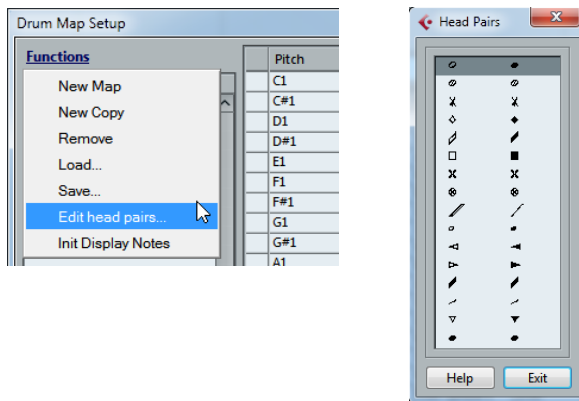 Drum Map Setup
Functions
New Map
New Copy
Remove
Load...
Save...
Edit head pairs...
Init Display Notes
Pitch
C1
C#1
D1
D#1
E1
F1
F#1
G1
G#1
A1
Head Pairs
Help
Exit